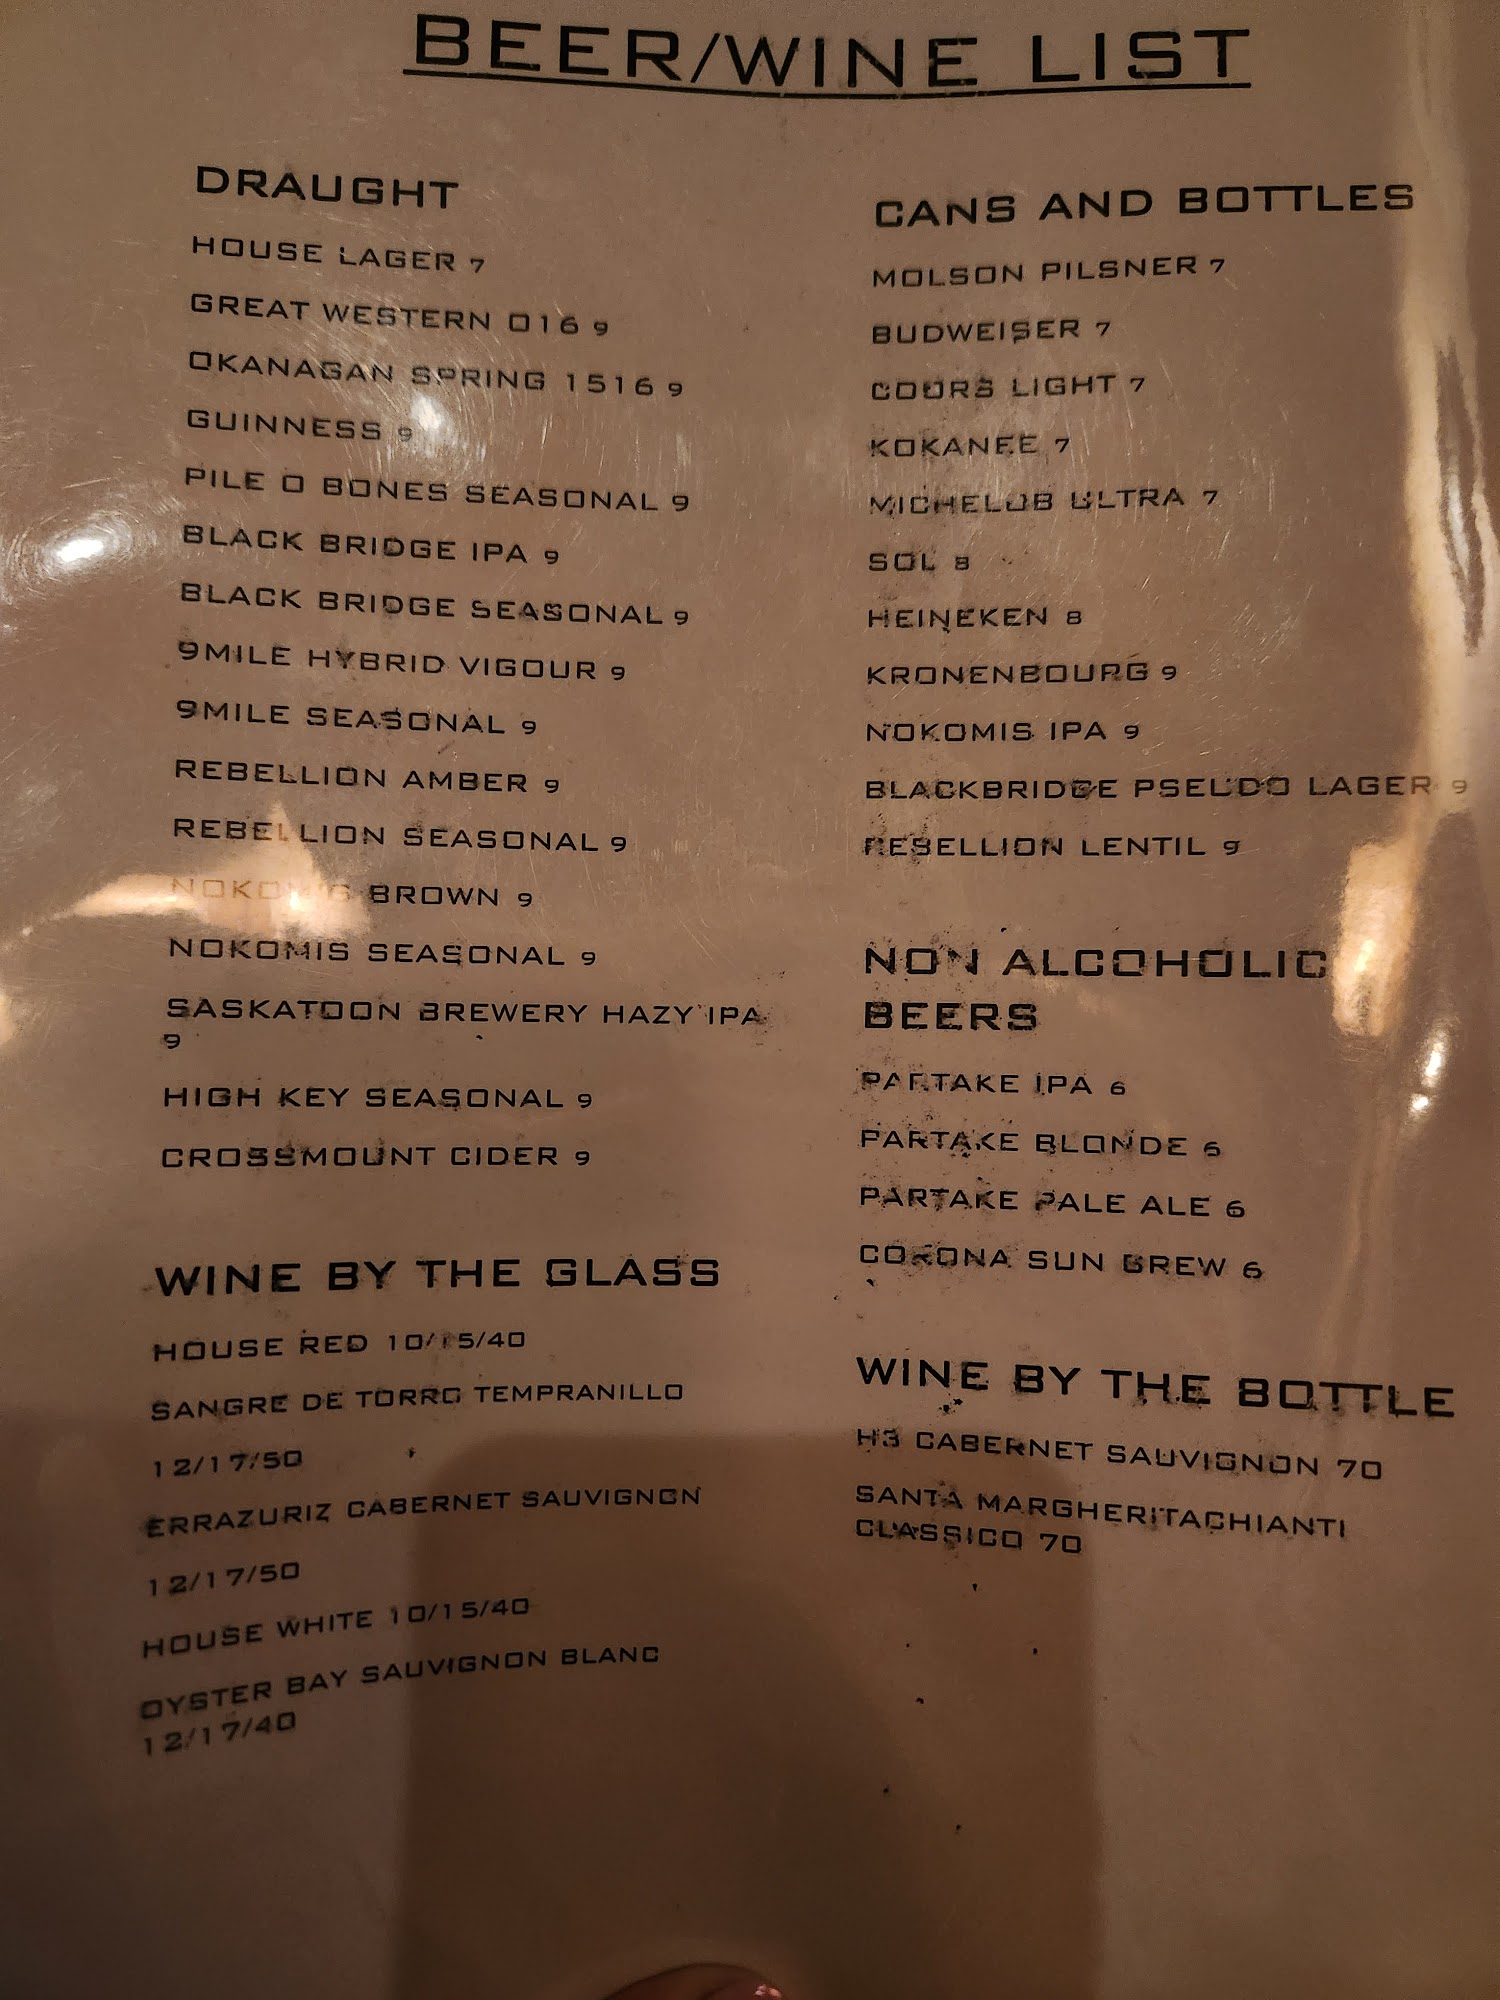 BEER/WINE LIST
DRAUGHT
HOUSE LAGER 7
GREAT WESTERN 016 9
OKANAGAN SPRING 1516 9
GUINNESS 9
PILE O BONES SEASONAL 9
BLACK BRIDGE IPA 9
BLACK BRIDGE SEASONAL 9
9MILE HYBRID VIGOUR 9
9MILE SEASONAL 9
REBELLION AMBER 9
REBELLION SEASONAL 9
NOKOMIS BROWN 9
NOKOMIS SEASONAL 9
SASKATOON BREWERY HAZY IPA
9
HIGH KEY SEASONAL 9
CROSSMOUNT CIDER 9
WINE BY THE GLASS
HOUSE RED 10/15/40
SANGRE DE TORRO TEMPRANILLO
12/17/50
ERRAZURIZ CABERNET SAUVIGNON
12/17/50
HOUSE WHITE 10/15/40
OYSTER BAY SAUVIGNON BLANC
12/17/40
CANS AND BOTTLES
MOLSON PILSNER 7
BUDWEISER 7
COORS LIGHT 7
KOKANEE 7
MICHELOB ULTRA 7
SOL 8
HEINEKEN 8
KRONENBOURG 9
NOKOMIS IPA 9
BLACKBRIDGE PSEUDO LAGER 9
REBELLION LENTIL 9
NON ALCOHOLIC
BEERS
PARTAKE IPA 6
PARTAKE BLONDE 6
PARTAKE PALE ALE 6
CORONA SUN BREW 6
WINE BY THE BOTTLE
H3 CABERNET SAUVIGNON 70
SANTA MARGHERITACHIANTI
CLASSICO 70